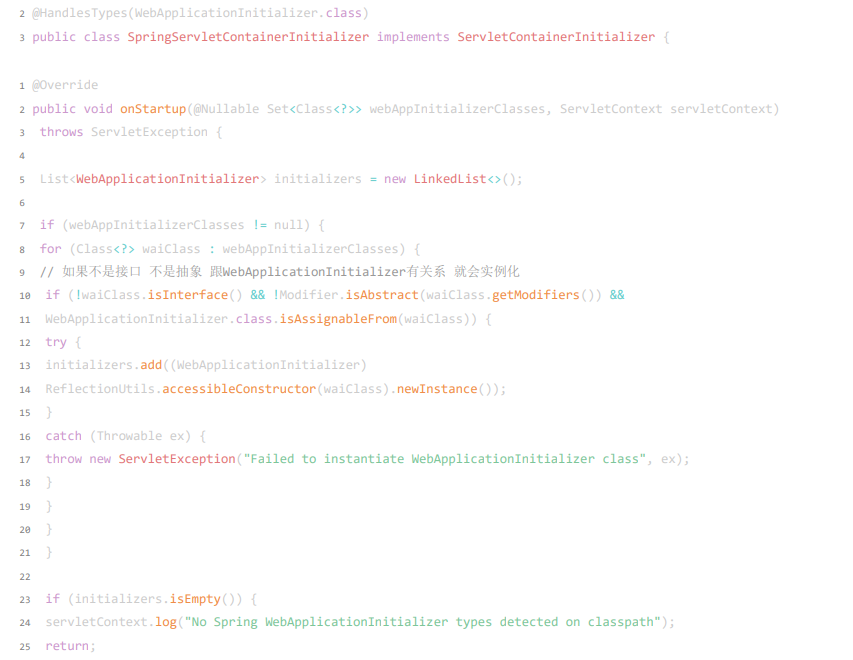 2 @HandlesTypes(WebApplicationInitializer.class)
3 public class SpringServletContainerInitializer implements ServletContainerInitializer {
1 @Override
2 public void onStartup(@Nullable Set<Class<?>> webAppInitializerClasses, ServletContext servletContext)
3 throws ServletException {
4
5 List<WebApplicationInitializer> initializers = new LinkedList<>();
6
7 if (webAppInitializerClasses != null) {
8 for (Class<?> waiClass : webAppInitializerClasses) {
9 // 如果不是接口 不是抽象 跟WebApplicationInitializer有关系 就会实例化
10 if (!waiClass.isInterface() && !Modifier.isAbstract(waiClass.getModifiers()) &&
11 WebApplicationInitializer.class.isAssignableFrom(waiClass)) {
12 try {
13 initializers.add((WebApplicationInitializer)
14 ReflectionUtils.accessibleConstructor(waiClass).newInstance());
15 }
16 catch (Throwable ex) {
17 throw new ServletException("Failed to instantiate WebApplicationInitializer class", ex);
18 }
19 }
20 }
21 }
22
23 if (initializers.isEmpty()) {
24 servletContext.log("No Spring WebApplicationInitializer types detected on classpath");
25 return;